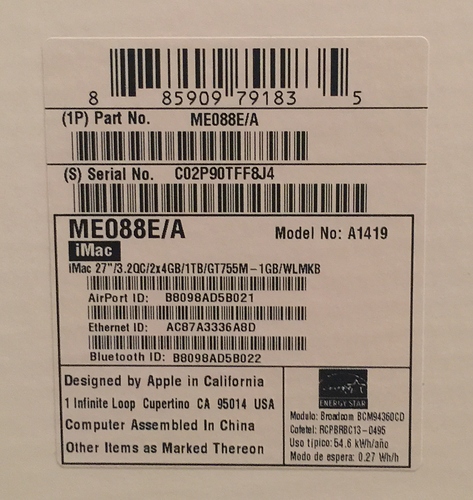 8 85909 79183 5
(1P) Part No. ME088E/A
(S) Serial No. C02P90TFF8J4
ME088E/A Model No: A1419
iMac
iMac 27"/3.2QC/2x4GB/1TB/GT755M-1GB/WLMKB
AirPort ID: B8098AD5B021
Ethernet ID: AC87A3336A8D
Bluetooth ID: B8098AD5B022
Designed by Apple in California
1 Infinite Loop Cupertino CA 95014 USA
Computer Assembled In China
Other Items as Marked Thereon
ENERGY STAR
Modulo: Broadcom BCM94360CD
Cofetel: RCPBRBC13-0495
Uso típico: 54.6 kWh/año
Modo de espera: 0.27 Wh/h